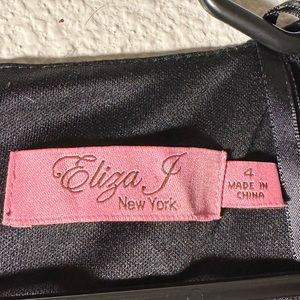 Eliza J
New York
4
MADE IN
CHINA